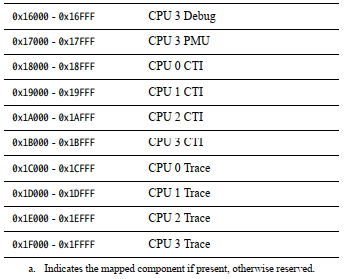 0x16000 - 0x16FFF CPU 3 Debug
0x17000 - 0x17FFF CPU 3 PMU
0x18000 - 0x18FFF CPU 0 CTI
0x19000 - 0x19FFF CPU 1 CTI
0x1A000 - 0x1AFFF CPU 2 CTI
0x1B000 - 0x1BFFF CPU 3 CTI
0x1C000 - 0x1CFFF CPU 0 Trace
0x1D000 - 0x1DFFF CPU 1 Trace
0x1E000 - 0x1EFFF CPU 2 Trace
0x1F000 - 0x1FFFF CPU 3 Trace
a. Indicates the mapped component if present, otherwise reserved.